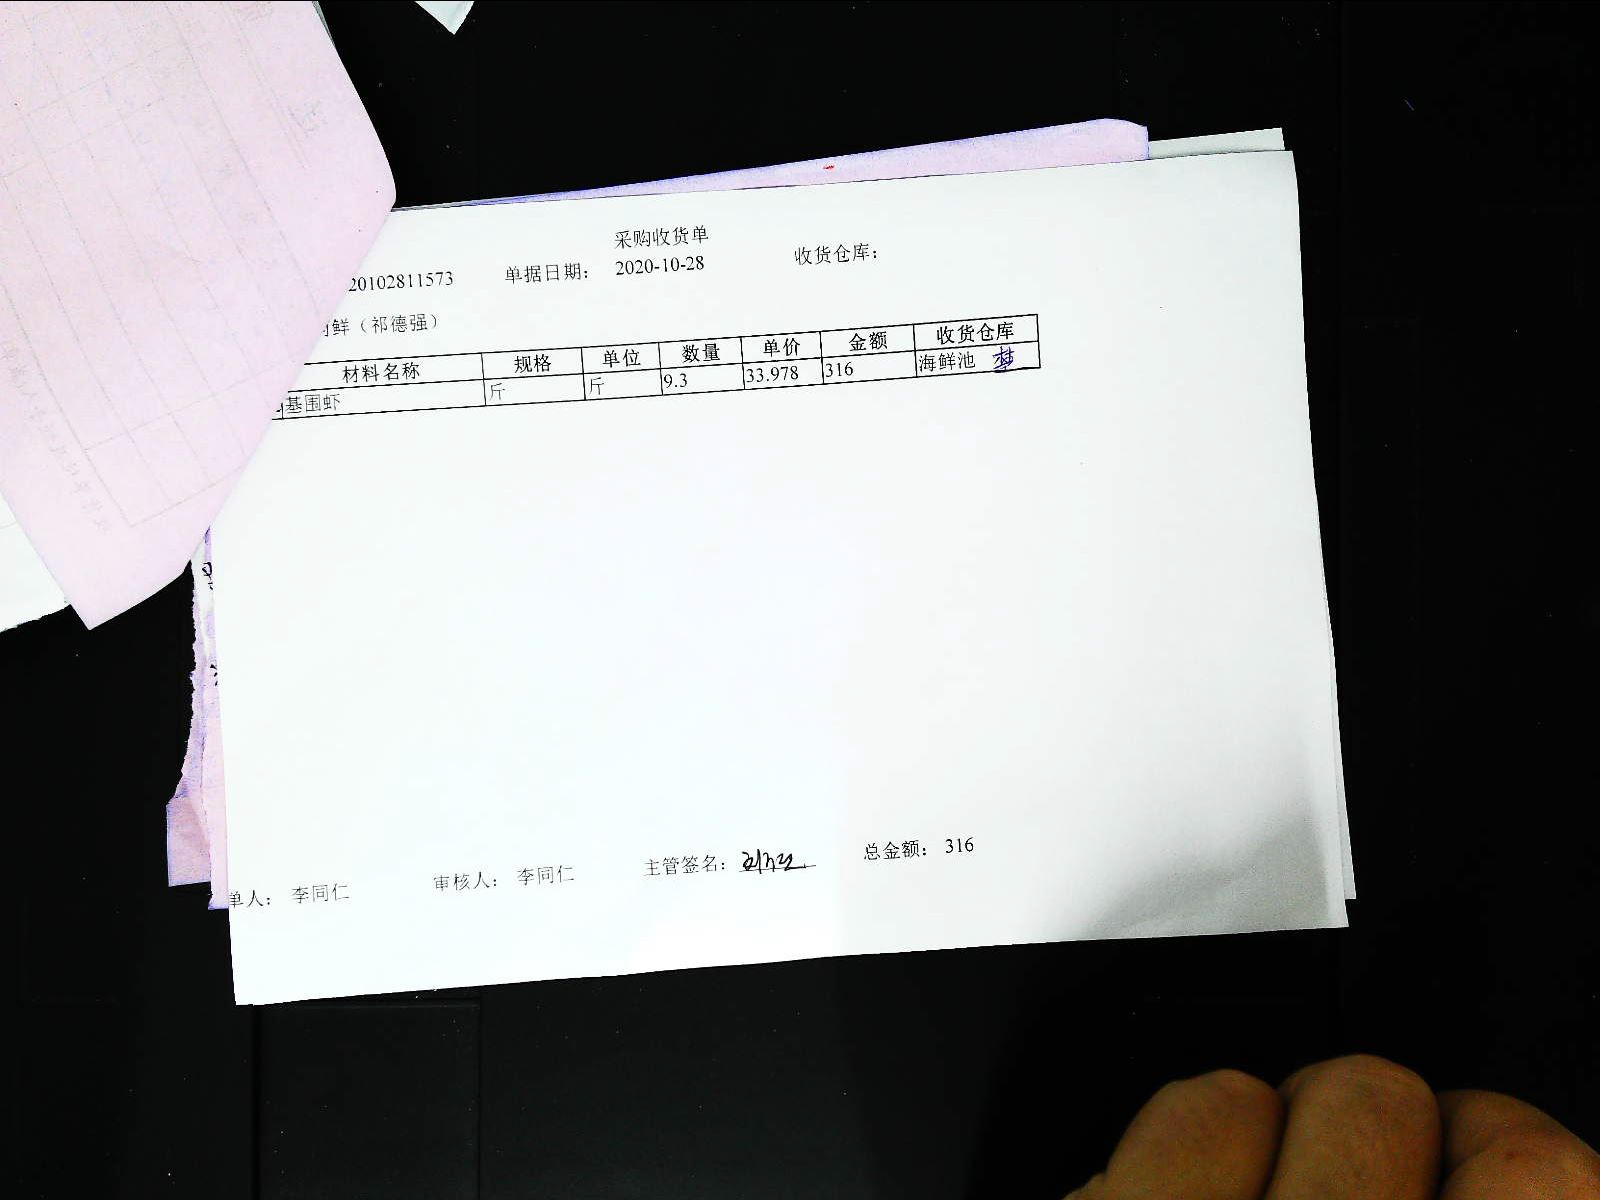 采购收货单
20102811573 单据日期: 2020-10-28 收货仓库:
鲜（祁德强）
材料名称 规格 单位 数量 单价 金额 收货仓库
基围虾 斤 斤 9.3 33.978 316 海鲜池
单人: 李同仁 审核人: 李同仁 主管签名: 总金额: 316